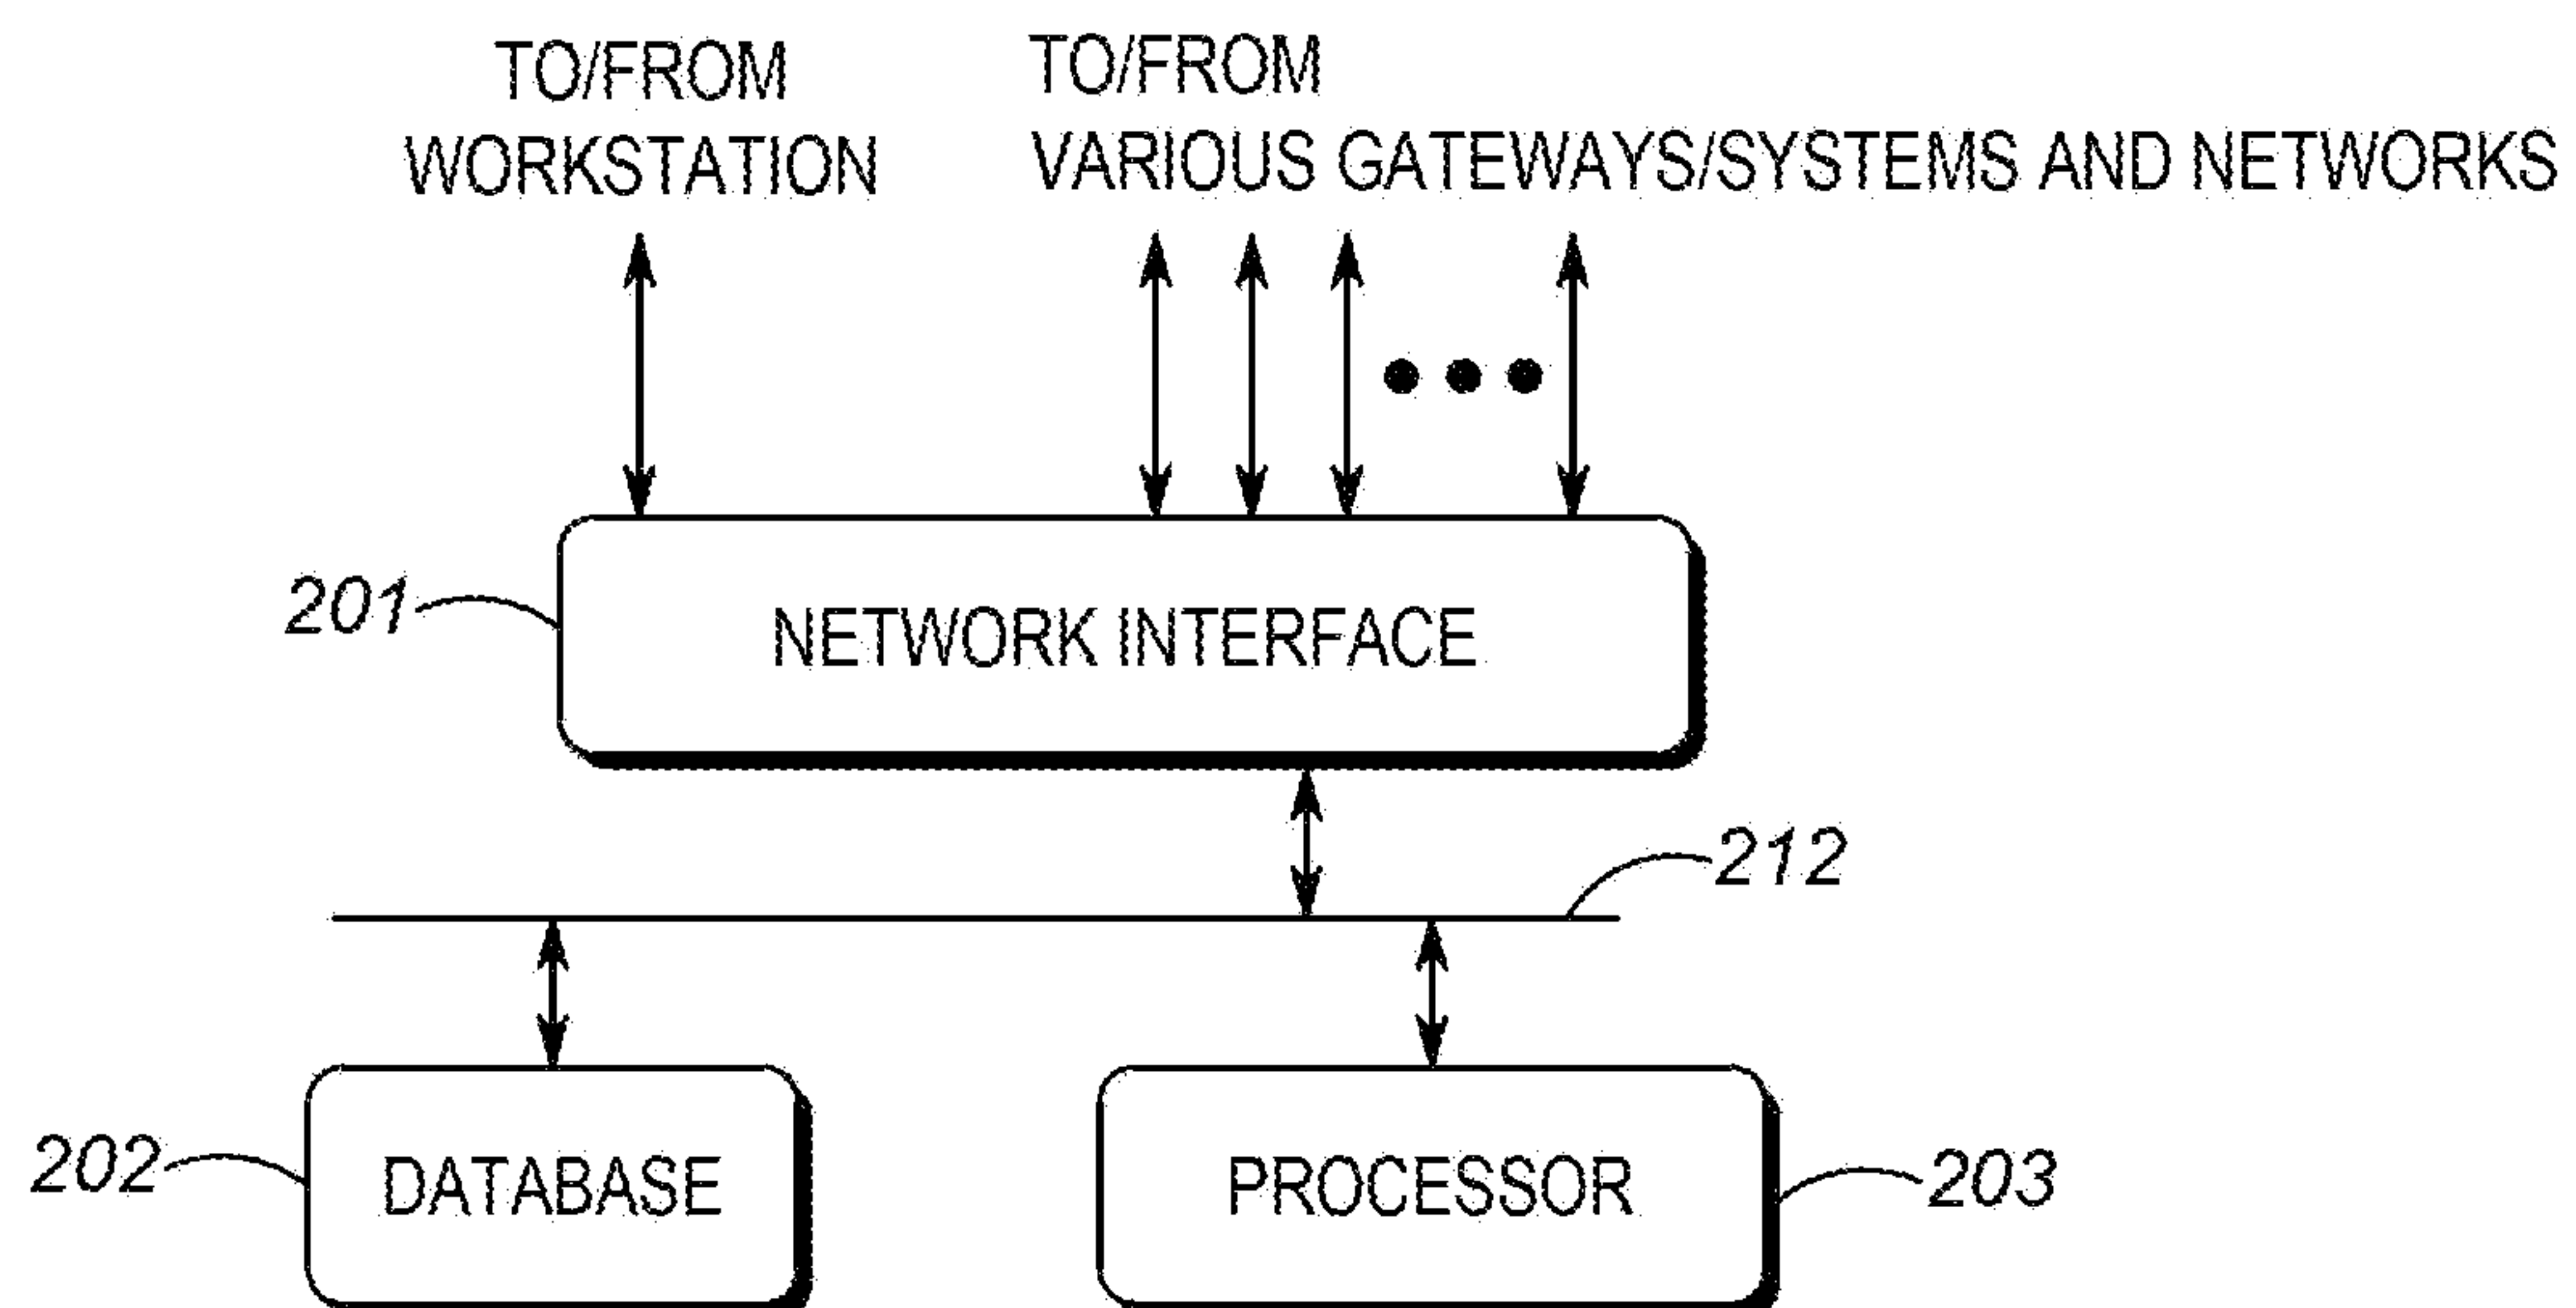 TO/FROM
WORKSTATION
TO/FROM
VARIOUS GATEWAYS/SYSTEMS AND NETWORKS
201
NETWORK INTERFACE
212
202
DATABASE
PROCESSOR
203